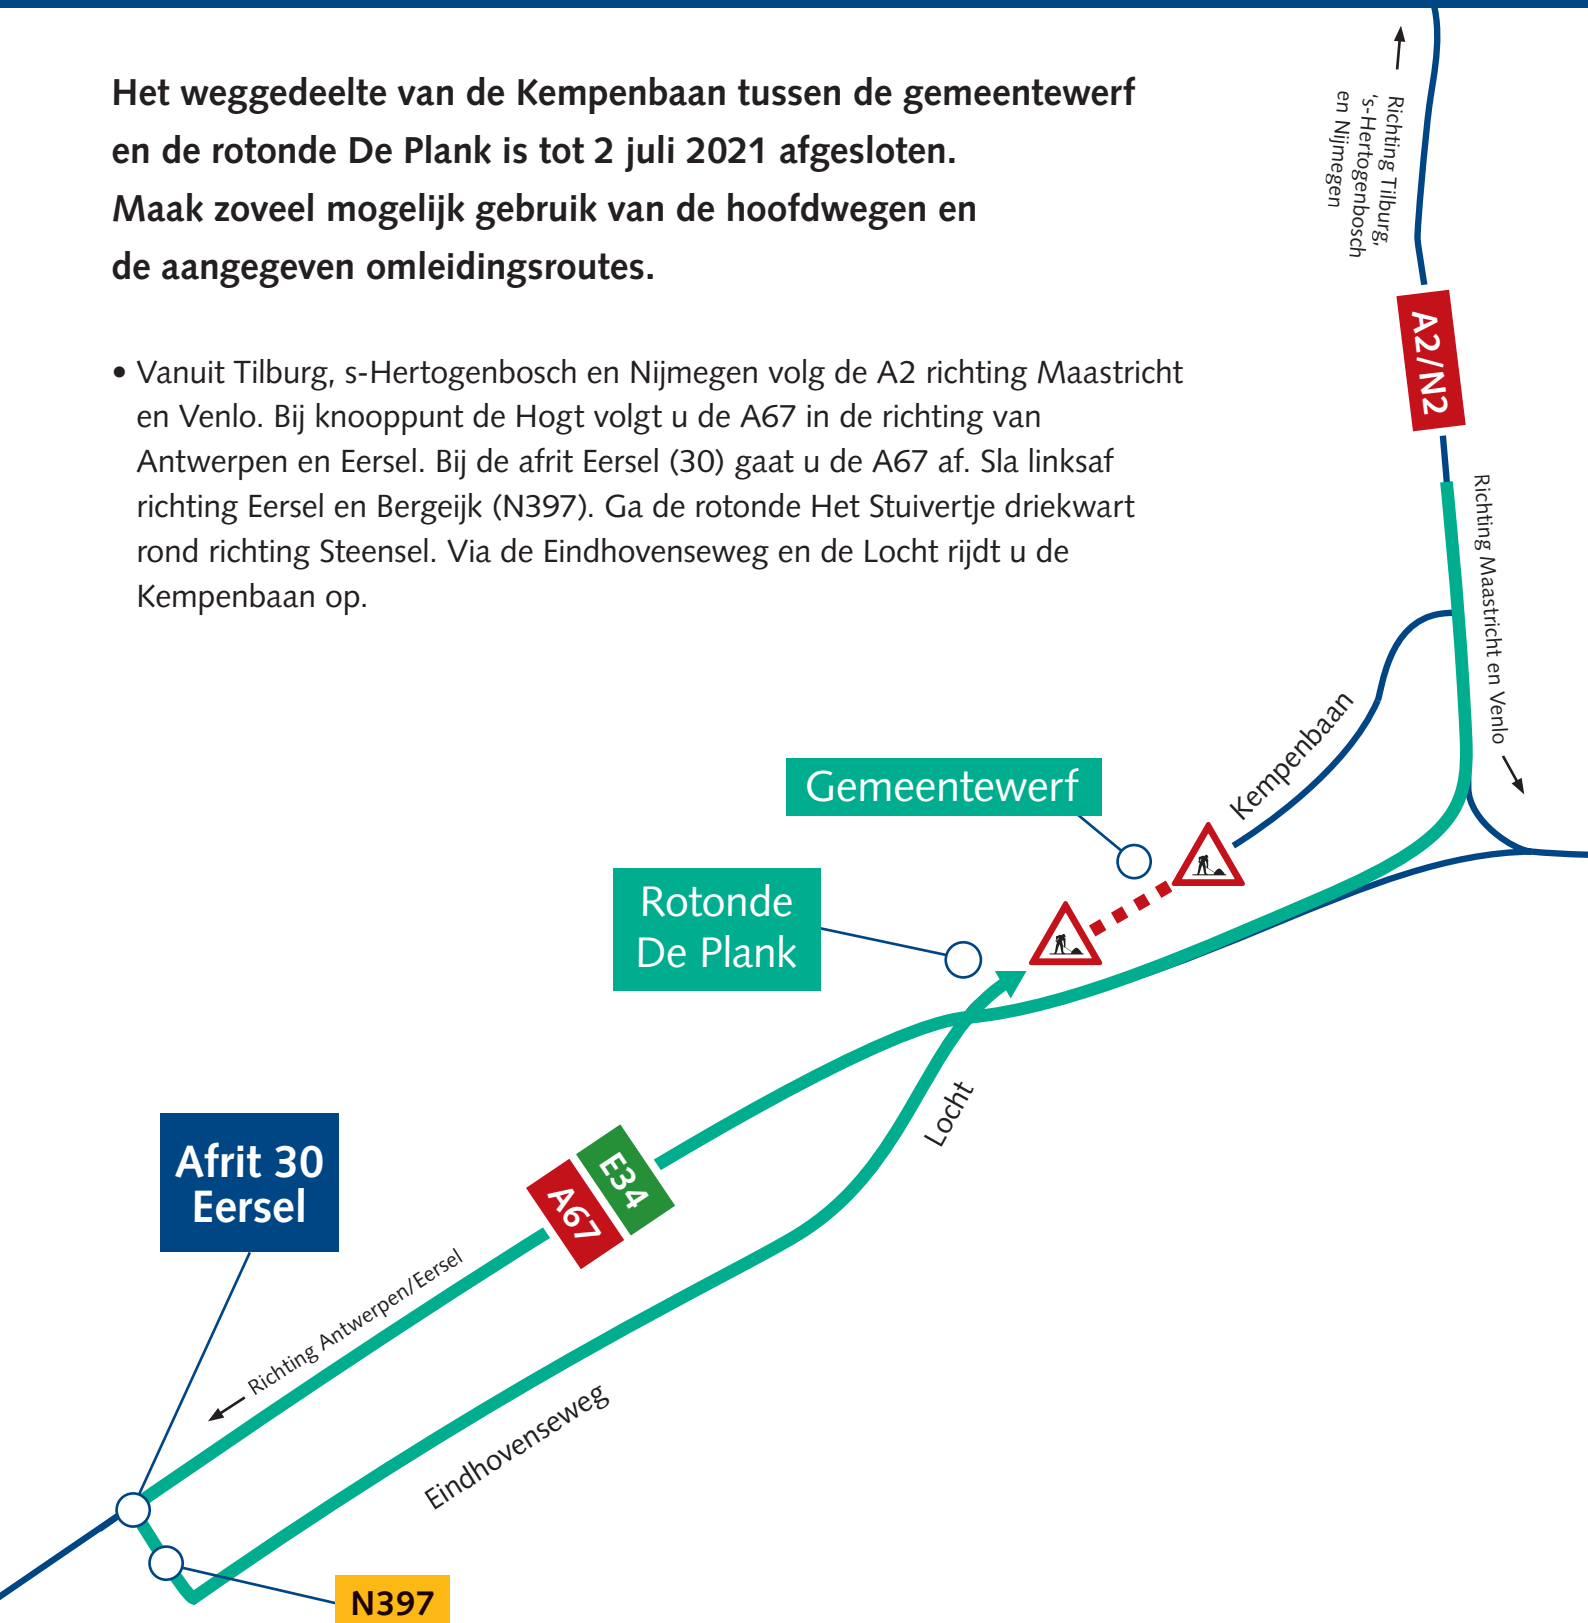 Het weggedeelte van de Kempenbaan tussen de gemeentewerf
en de rotonde De Plank is tot 2 juli 2021 afgesloten.
Maak zoveel mogelijk gebruik van de hoofdwegen en
de aangegeven omleidingsroutes.
• Vanuit Tilburg, s-Hertogenbosch en Nijmegen volg de A2 richting Maastricht
en Venlo. Bij knooppunt de Hogt volgt u de A67 in de richting van
Antwerpen en Eersel. Bij de afrit Eersel (30) gaat u de A67 af. Sla linksaf
richting Eersel en Bergeijk (N397). Ga de rotonde Het Stuivertje driekwart
rond richting Steensel. Via de Eindhovenseweg en de Locht rijdt u de
Kempenbaan op.
Richting Tilburg,
‘s-Hertogenbosch
en Nijmegen
A2/N2
Richting Maastricht en Venlo
Kempenbaan
Gemeentewerf
Rotonde
De Plank
Locht
Afrit 30
Eersel
E34
A67
Richting Antwerpen/Eersel
Eindhovenseweg
N397